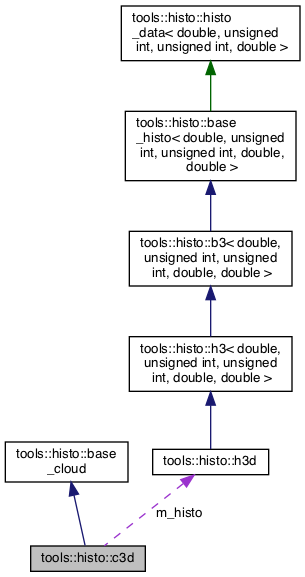 tools::histo::histo
_data< double, unsigned
int, unsigned int, double >
tools::histo::base
_histo< double, unsigned
int, unsigned int, double,
double >
tools::histo::b3< double,
unsigned int, unsigned
int, double, double >
tools::histo::h3< double,
unsigned int, unsigned
int, double, double >
tools::histo::base
_cloud
tools::histo::h3d
m_histo
tools::histo::c3d